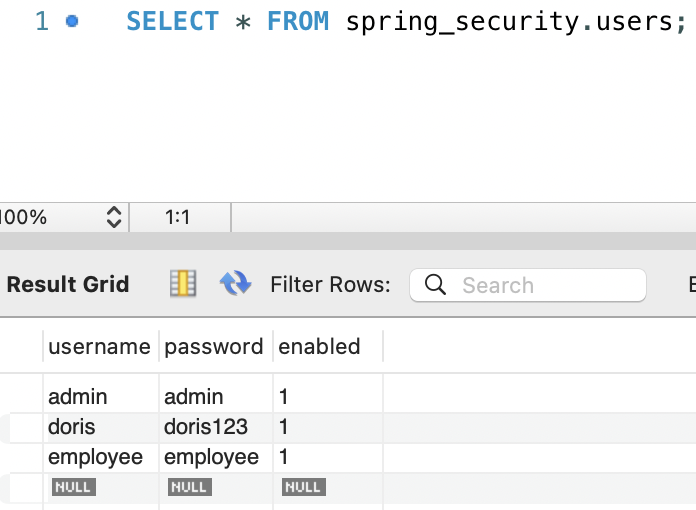 1 SELECT * FROM spring_security.users;
100% 1:1
Result Grid Filter Rows: Search E
username password enabled
admin admin 1
doris doris123 1
employee employee 1
NULL NULL NULL